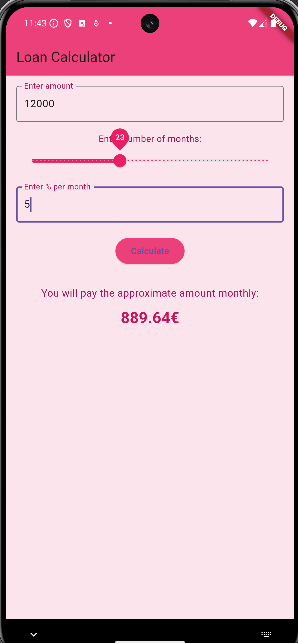 11:43
DEBUG
Loan Calculator
Enter amount
12000
Enter number of months:
23
Enter % per month
5
Calculate
You will pay the approximate amount monthly:
889.64€